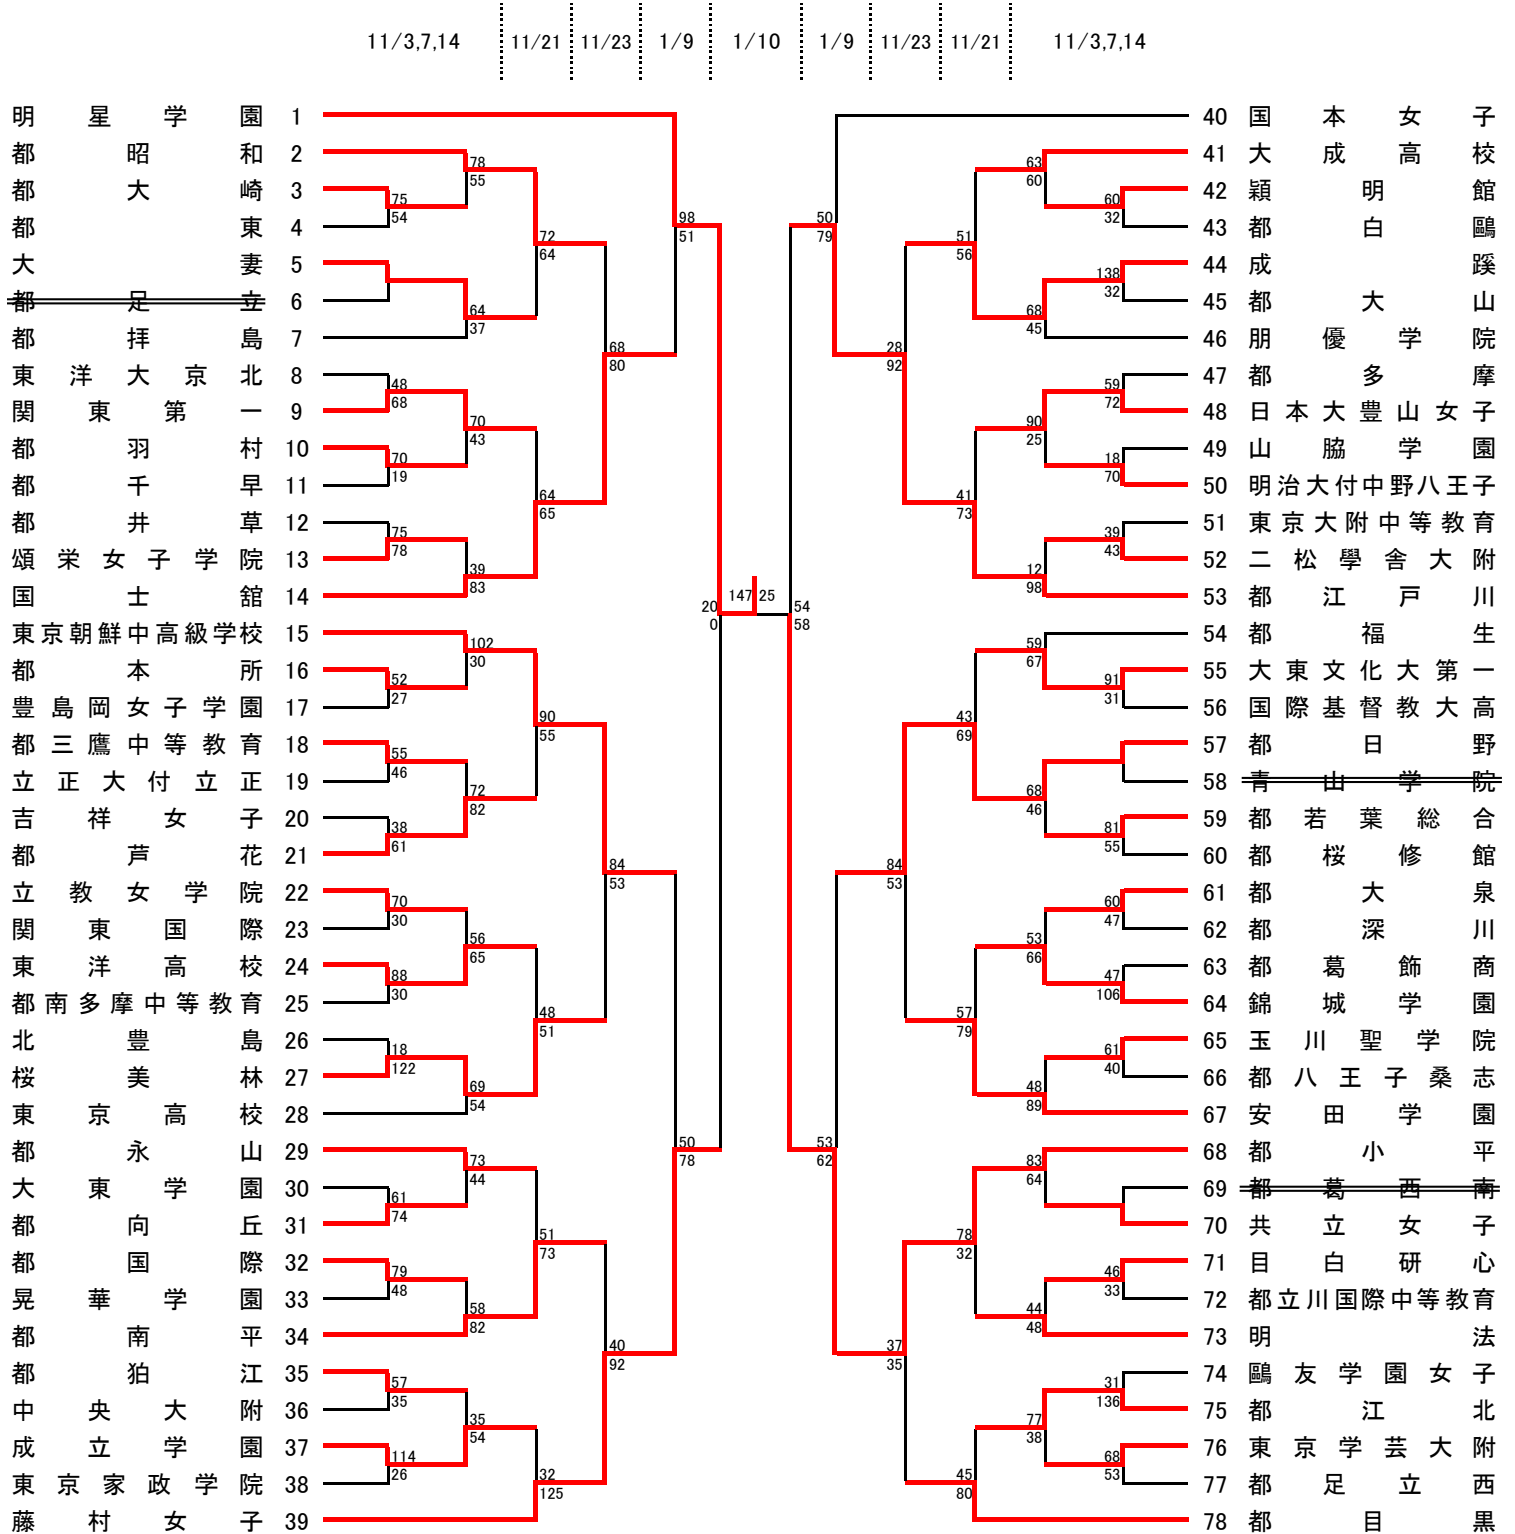 11/3,7,14 11/21 11/23 1/9 1/10 1/9 11/23 11/21 11/3,7,14
明星学園 1
都昭和 2
都大崎 3
都東 4
大妻 5
都足立 6
都拝島 7
東洋大京北 8
関東第一 9
都羽村 10
都千早 11
都井草 12
頌栄女子学院 13
国士舘 14
東京朝鮮中高級学校 15
都本所 16
豊島岡女子学園 17
都三鷹中等教育 18
立正大付立正 19
吉祥女子 20
都芦花 21
立教女学院 22
関東国際 23
東洋高校 24
都南多摩中等教育 25
北豊島 26
桜美林 27
東京高校 28
都永山 29
大東学園 30
都向丘 31
都国際 32
晃華学園 33
都南平 34
都狛江 35
中央大附 36
成立学園 37
東京家政学院 38
藤村女子 39
75
54
48
68
70
19
75
78
52
27
55
46
38
61
70
30
88
30
18
122
61
74
79
48
57
35
114
26
78
55
64
37
70
43
39
83
102
30
72
82
56
65
69
54
73
44
58
82
35
54
72
64
64
65
90
55
48
51
51
73
32
125
68
80
84
53
40
92
98
51
50
78
20
0
147 25
54
58
50
79
53
62
28
92
84
53
37
35
51
56
41
73
43
69
57
79
78
32
45
80
63
60
68
45
90
25
12
98
59
67
68
46
53
66
48
89
83
64
44
48
77
38
60
32
138
32
59
72
18
70
39
43
91
31
81
55
60
47
47
106
61
40
46
33
31
136
68
53
40 国本女子
41 大成高校
42 穎明館
43 都白鷗
44 成蹊
45 都大山
46 朋優学院
47 都多摩
48 日本大豊山女子
49 山脇学園
50 明治大付中野八王子
51 東京大附中等教育
52 二松學舎大附
53 都江戸川
54 都福生
55 大東文化大第一
56 国際基督教大高
57 都日野
58 青山学院
59 都若葉総合
60 都桜修館
61 都大泉
62 都深川
63 都葛飾商
64 錦城学園
65 玉川聖学院
66 都八王子桑志
67 安田学園
68 都小平
69 都葛西南
70 共立女子
71 目白研心
72 都立川国際中等教育
73 明法
74 鷗友学園女子
75 都江北
76 東京学芸大附
77 都足立西
78 都目黒